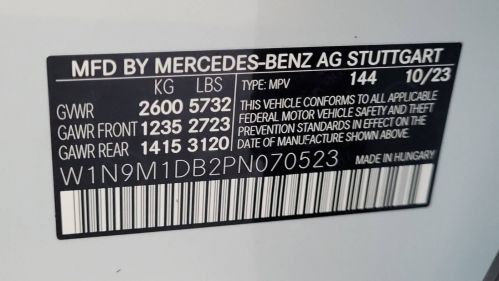 MFD BY MERCEDES-BENZ AG STUTTGART
KG LBS TYPE: MPV 144 10/23
GWWR 2600 5732
GAWR FRONT 1235 2723
GAWR REAR 1415 3120
THIS VEHICLE CONFORMS TO ALL APPLICABLE
FEDERAL MOTOR VEHICLE SAFETY AND THEFT
PREVENTION STANDARDS IN EFFECT ON THE
DATE OF MANUFACTURE SHOWN ABOVE.
W1N9M1DB2PN070523 MADE IN HUNGARY